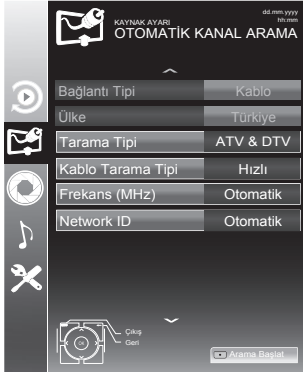 dd.mm.yyyy
hh:mm
KAYNAK AYARI
OTOMATİK KANAL ARAMA
Bağlantı Tipi Kablo
Ülke Türkiye
Tarama Tipi ATV & DTV
Kablo Tarama Tipi Hızlı
Frekans (MHz) Otomatik
Network ID Otomatik
Çıkış
Geri
OK
Arama Başlat